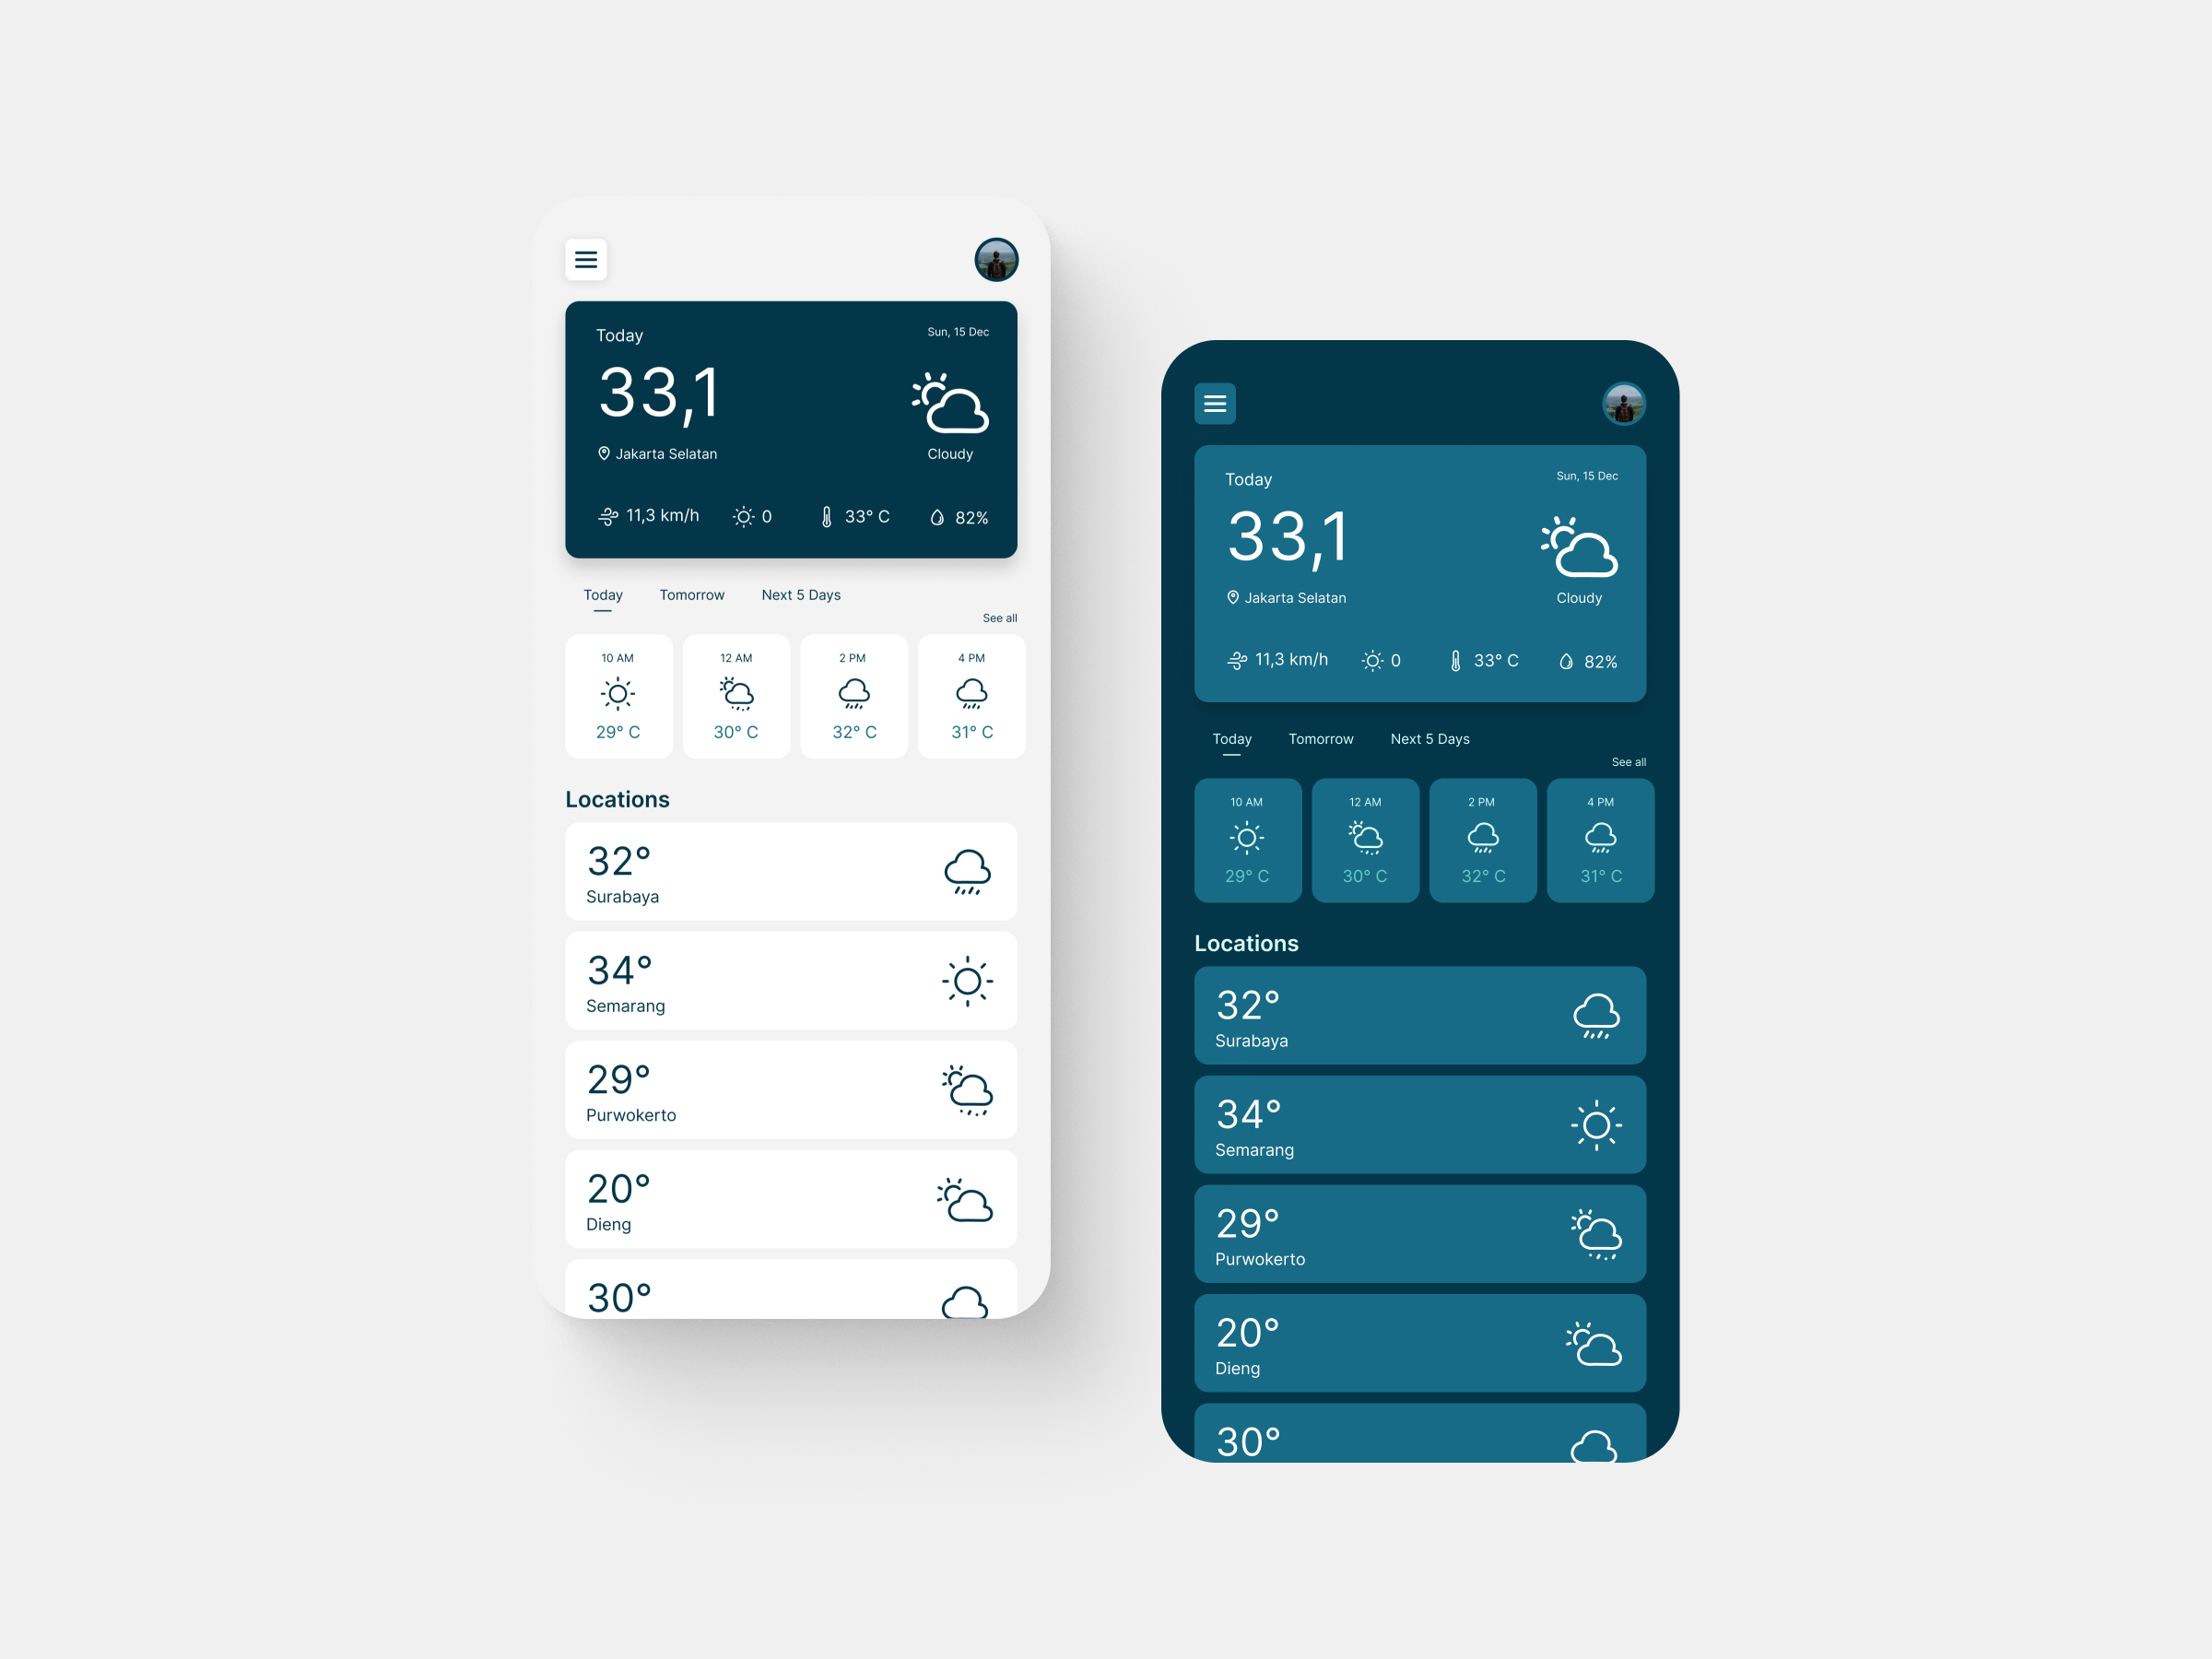 Today
Sun, 15 Dec
33,1
Jakarta Selatan
Cloudy
11,3 km/h 0 33° C 82%
Today Tomorrow Next 5 Days
See all
10 AM 12 AM 2 PM 4 PM
29° C 30° C 32° C 31° C
Locations
32°
Surabaya
34°
Semarang
29°
Purwokerto
20°
Dieng
30°
Today
Sun, 15 Dec
33,1
Jakarta Selatan
Cloudy
11,3 km/h 0 33° C 82%
Today Tomorrow Next 5 Days
See all
10 AM 12 AM 2 PM 4 PM
29° C 30° C 32° C 31° C
Locations
32°
Surabaya
34°
Semarang
29°
Purwokerto
20°
Dieng
30°